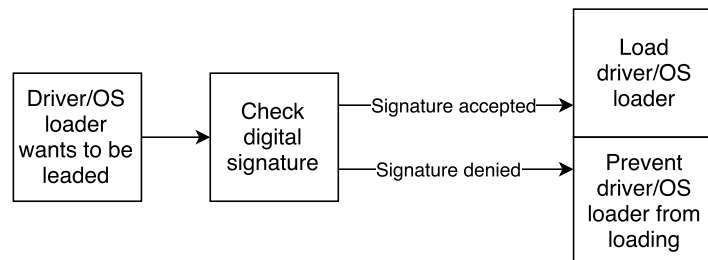 Driver/OS
loader
wants to be
leaded
Check
digital
signature
Signature accepted
Signature denied
Load
driver/OS
loader
Prevent
driver/OS
loader from
loading